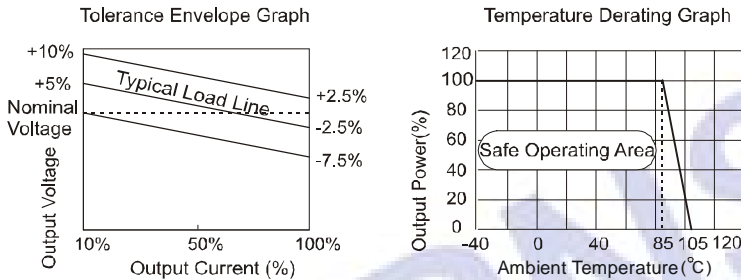 Tolerance Envelope Graph
+10%
+5%
Nominal
Voltage
Output Voltage
Typical Load Line
+2.5%
-2.5%
-7.5%
10%
50%
100%
Output Current (%)
Temperature Derating Graph
120
100
80
60
40
20
0
Output Power(%)
Safe Operating Area
-40
0
40
85
105
120
Ambient Temperature (°C)